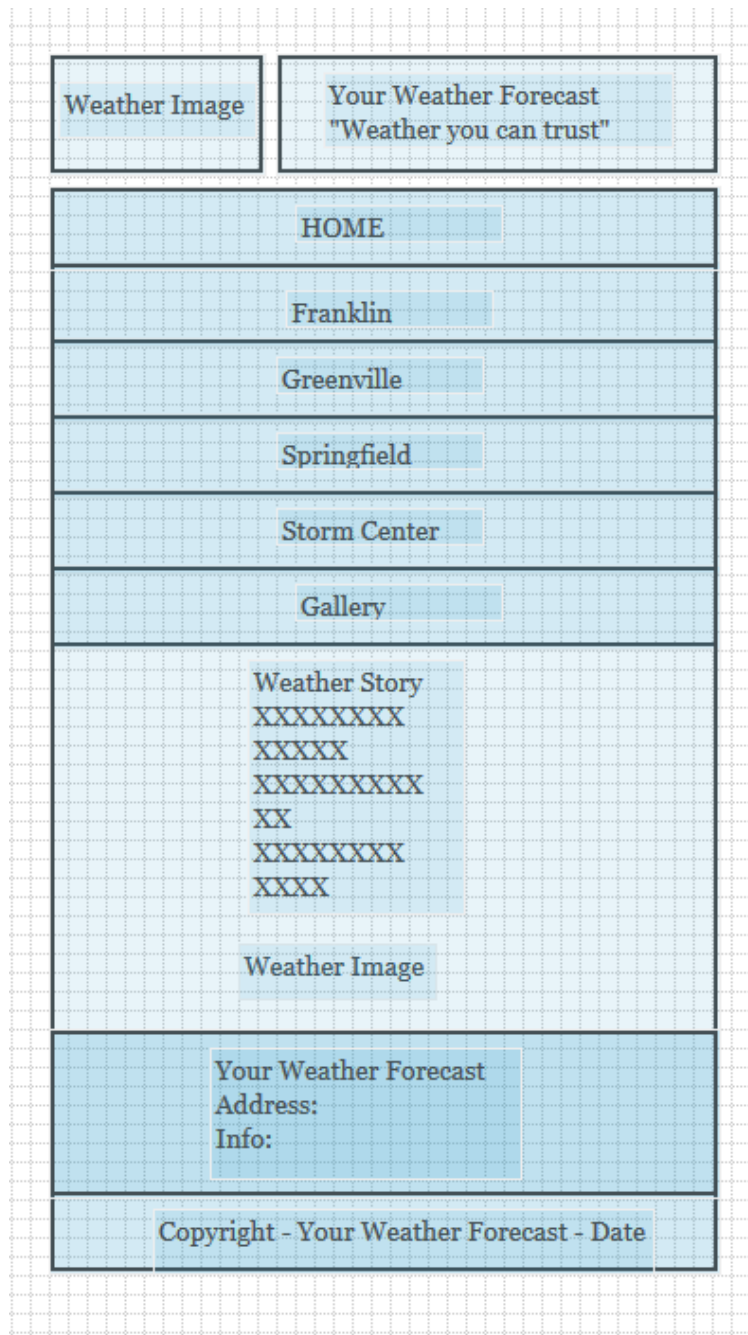 Weather Image
Your Weather Forecast
"Weather you can trust"
HOME
Franklin
Greenville
Springfield
Storm Center
Gallery
Weather Story
XXXXXXXX
XXXXX
XXXXXXXXX
XX
XXXXXXXX
XXXX
Weather Image
Your Weather Forecast
Address:
Info:
Copyright - Your Weather Forecast - Date